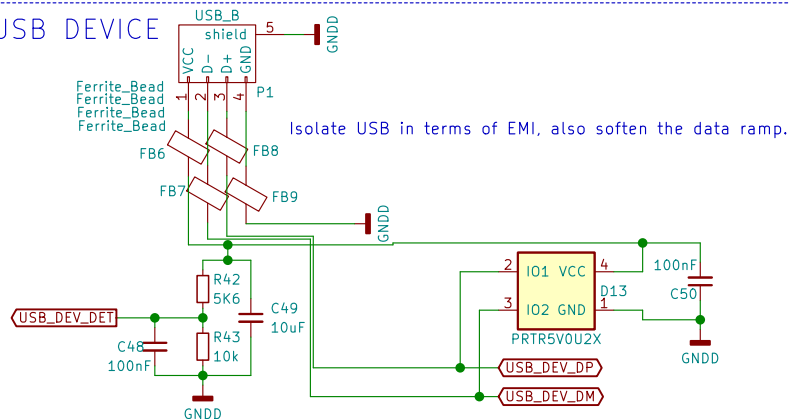 USB DEVICE
USB_B
shield
5
GNDD
VCC
D-
D+
GND
Ferrite_Bead
Ferrite_Bead
Ferrite_Bead
Ferrite_Bead
1
2
3
4
P1
Isolate USB in terms of EMI, also soften the data ramp.
FB6
FB8
FB7
FB9
GNDD
2
IO1
VCC
4
100nF
C50
R42
5K6
D13
3
IO2
GND
1
C49
10uF
USB_DEV_DET
R43
10k
C48
100nF
PRTR5V0U2X
GNDD
USB_DEV_DP
USB_DEV_DM
GNDD